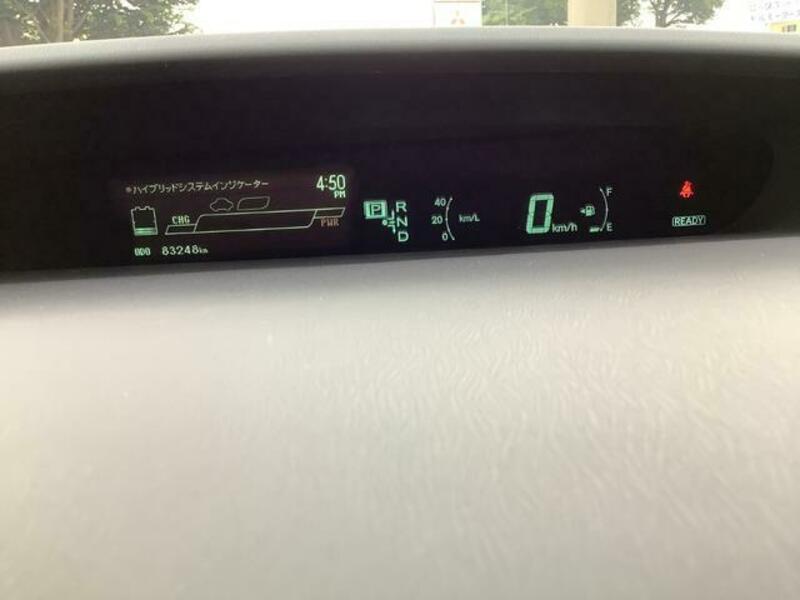 *ハイブリッドシステムインジケーター
4:50
PM
CHG
PWR
ODO 83248km
P
R
N
D
40
20
0
km/L
0 km/h
F
E
READY